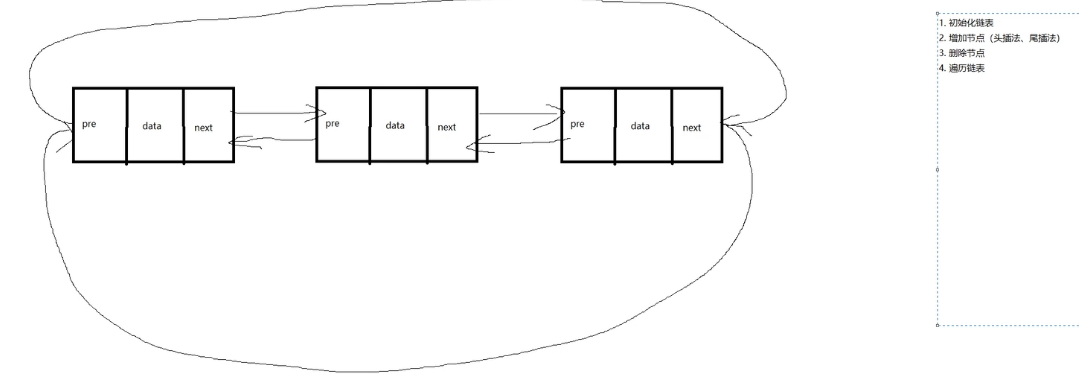 pre data next
pre data next
pre data next
1. 初始化链表
2. 增加节点（头插法、尾插法）
3. 删除节点
4. 遍历链表